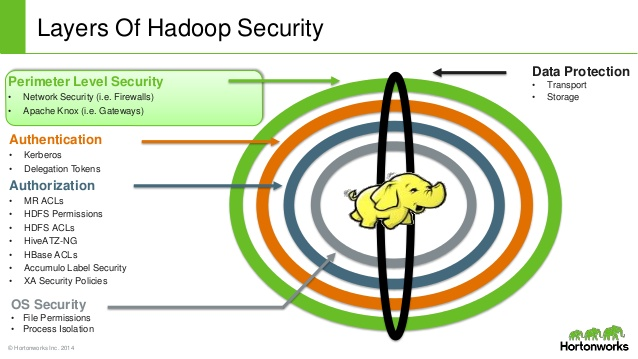 Layers Of Hadoop Security
Perimeter Level Security
• Network Security (i.e. Firewalls)
• Apache Knox (i.e. Gateways)
Authentication
• Kerberos
• Delegation Tokens
Authorization
• MR ACLs
• HDFS Permissions
• HDFS ACLs
• HiveATZ-NG
• HBase ACLs
• Accumulo Label Security
• XA Security Policies
OS Security
• File Permissions
• Process Isolation
Data Protection
• Transport
• Storage
© Hortonworks Inc. 2014
Hortonworks